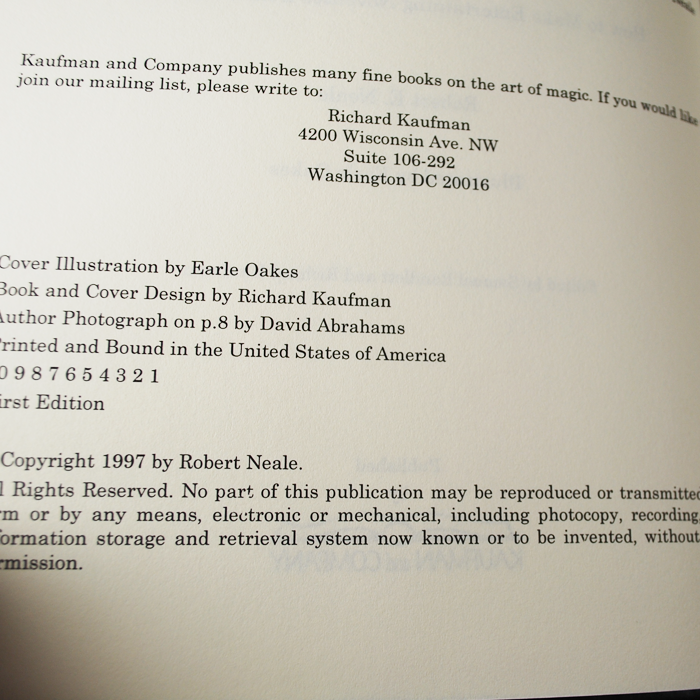 Kaufman and Company publishes many fine books on the art of magic. If you would like
join our mailing list, please write to:
Richard Kaufman
4200 Wisconsin Ave. NW
Suite 106-292
Washington DC 20016
Cover Illustration by Earle Oakes
Book and Cover Design by Richard Kaufman
Author Photograph on p.8 by David Abrahams
Printed and Bound in the United States of America
0 9 8 7 6 5 4 3 2 1
irst Edition
Copyright 1997 by Robert Neale.
l Rights Reserved. No part of this publication may be reproduced or transmitted
rm or by any means, electronic or mechanical, including photocopy, recording,
formation storage and retrieval system now known or to be invented, without
rmission.